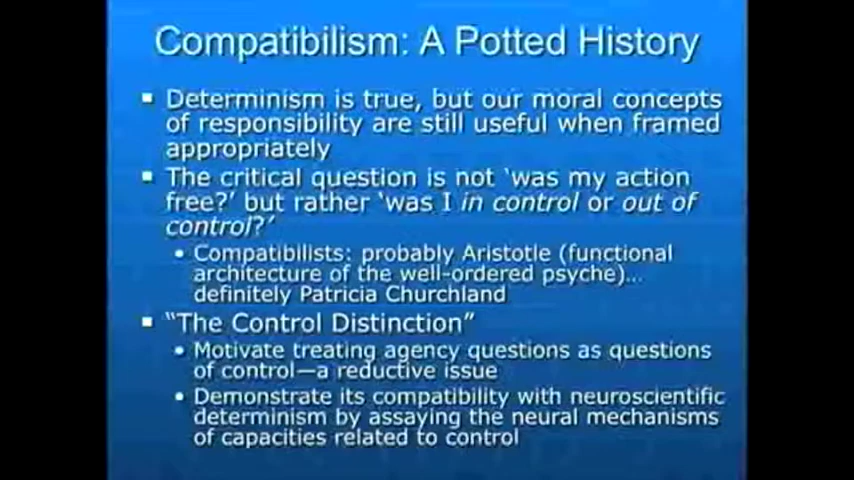 Compatibilism: A Potted History
Determinism is true, but our moral concepts
of responsibility are still useful when framed
appropriately
The critical question is not 'was my action
free?' but rather 'was I in control or out of
control?'
Compatibilists: probably Aristotle (functional
architecture of the well-ordered psyche)...
definitely Patricia Churchland
"The Control Distinction"
Motivate treating agency questions as questions
of control—a reductive issue
Demonstrate its compatibility with neuroscientific
determinism by assaying the neural mechanisms
of capacities related to control